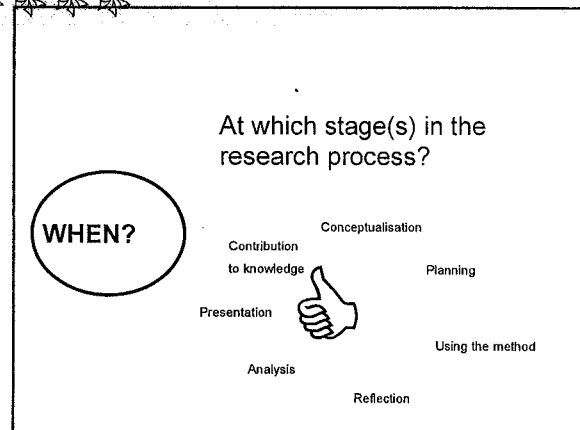 At which stage(s) in the
research process?
WHEN?
Conceptualisation
Contribution
to knowledge
Planning
Presentation
Using the method
Analysis
Reflection